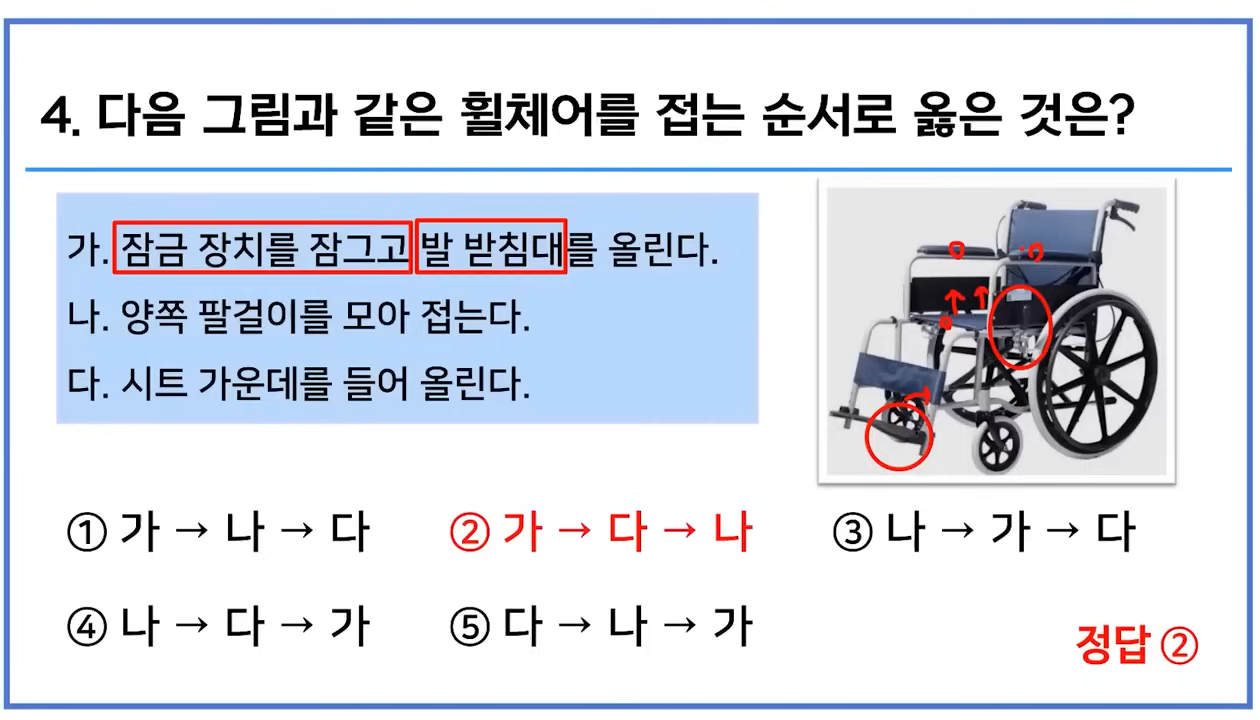 4. 다음 그림과 같은 휠체어를 접는 순서로 옳은 것은?
가. 잠금 장치를 잠그고 발 받침대를 올린다.
나. 양쪽 팔걸이를 모아 접는다.
다. 시트 가운데를 들어 올린다.
① 가 → 나 → 다
② 가 → 다 → 나
③ 나 → 가 → 다
④ 나 → 다 → 가
⑤ 다 → 나 → 가
정답 ②